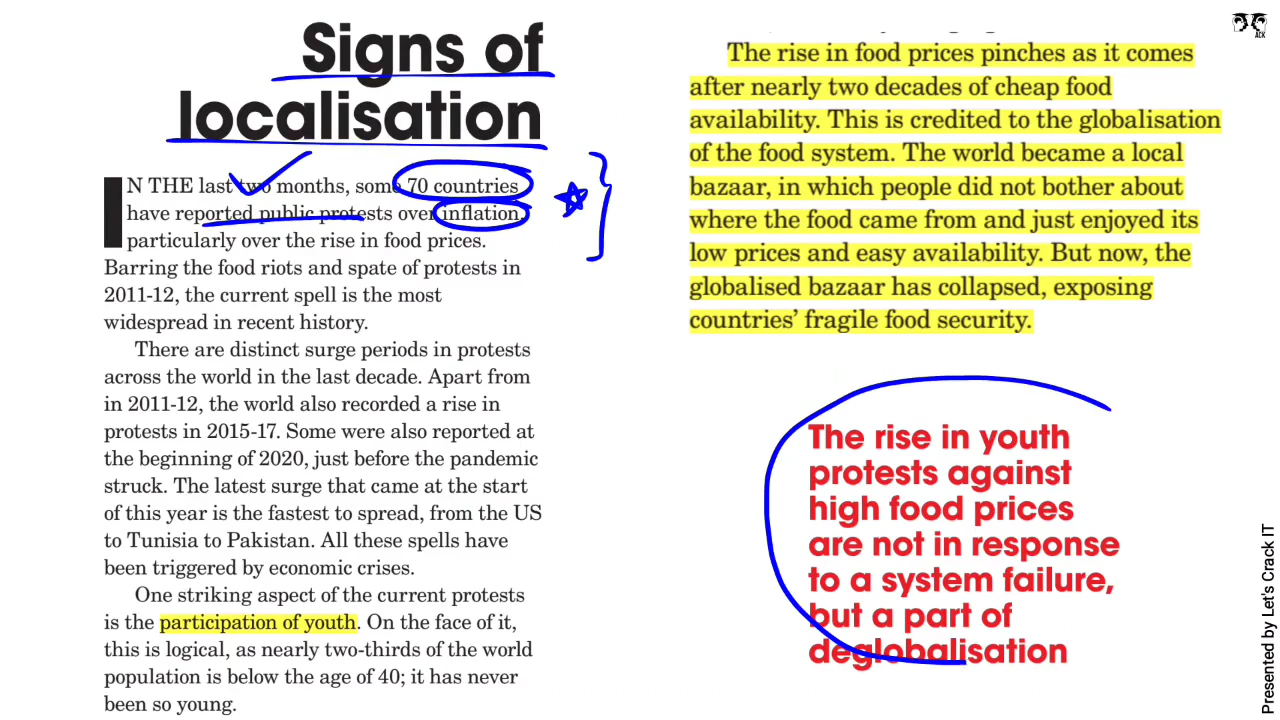 Signs of
localisation
IN THE last two months, some 70 countries
have reported public protests over inflation,
particularly over the rise in food prices.
Barring the food riots and spate of protests in
2011-12, the current spell is the most
widespread in recent history.
There are distinct surge periods in protests
across the world in the last decade. Apart from
in 2011-12, the world also recorded a rise in
protests in 2015-17. Some were also reported at
the beginning of 2020, just before the pandemic
struck. The latest surge that came at the start
of this year is the fastest to spread, from the US
to Tunisia to Pakistan. All these spells have
been triggered by economic crises.
One striking aspect of the current protests
is the participation of youth. On the face of it,
this is logical, as nearly two-thirds of the world
population is below the age of 40; it has never
been so young.
The rise in food prices pinches as it comes
after nearly two decades of cheap food
availability. This is credited to the globalisation
of the food system. The world became a local
bazaar, in which people did not bother about
where the food came from and just enjoyed its
low prices and easy availability. But now, the
globalised bazaar has collapsed, exposing
countries' fragile food security.
The rise in youth
protests against
high food prices
are not in response
to a system failure,
but a part of
deglobalisation
ACK
Presented by Let's Crack IT